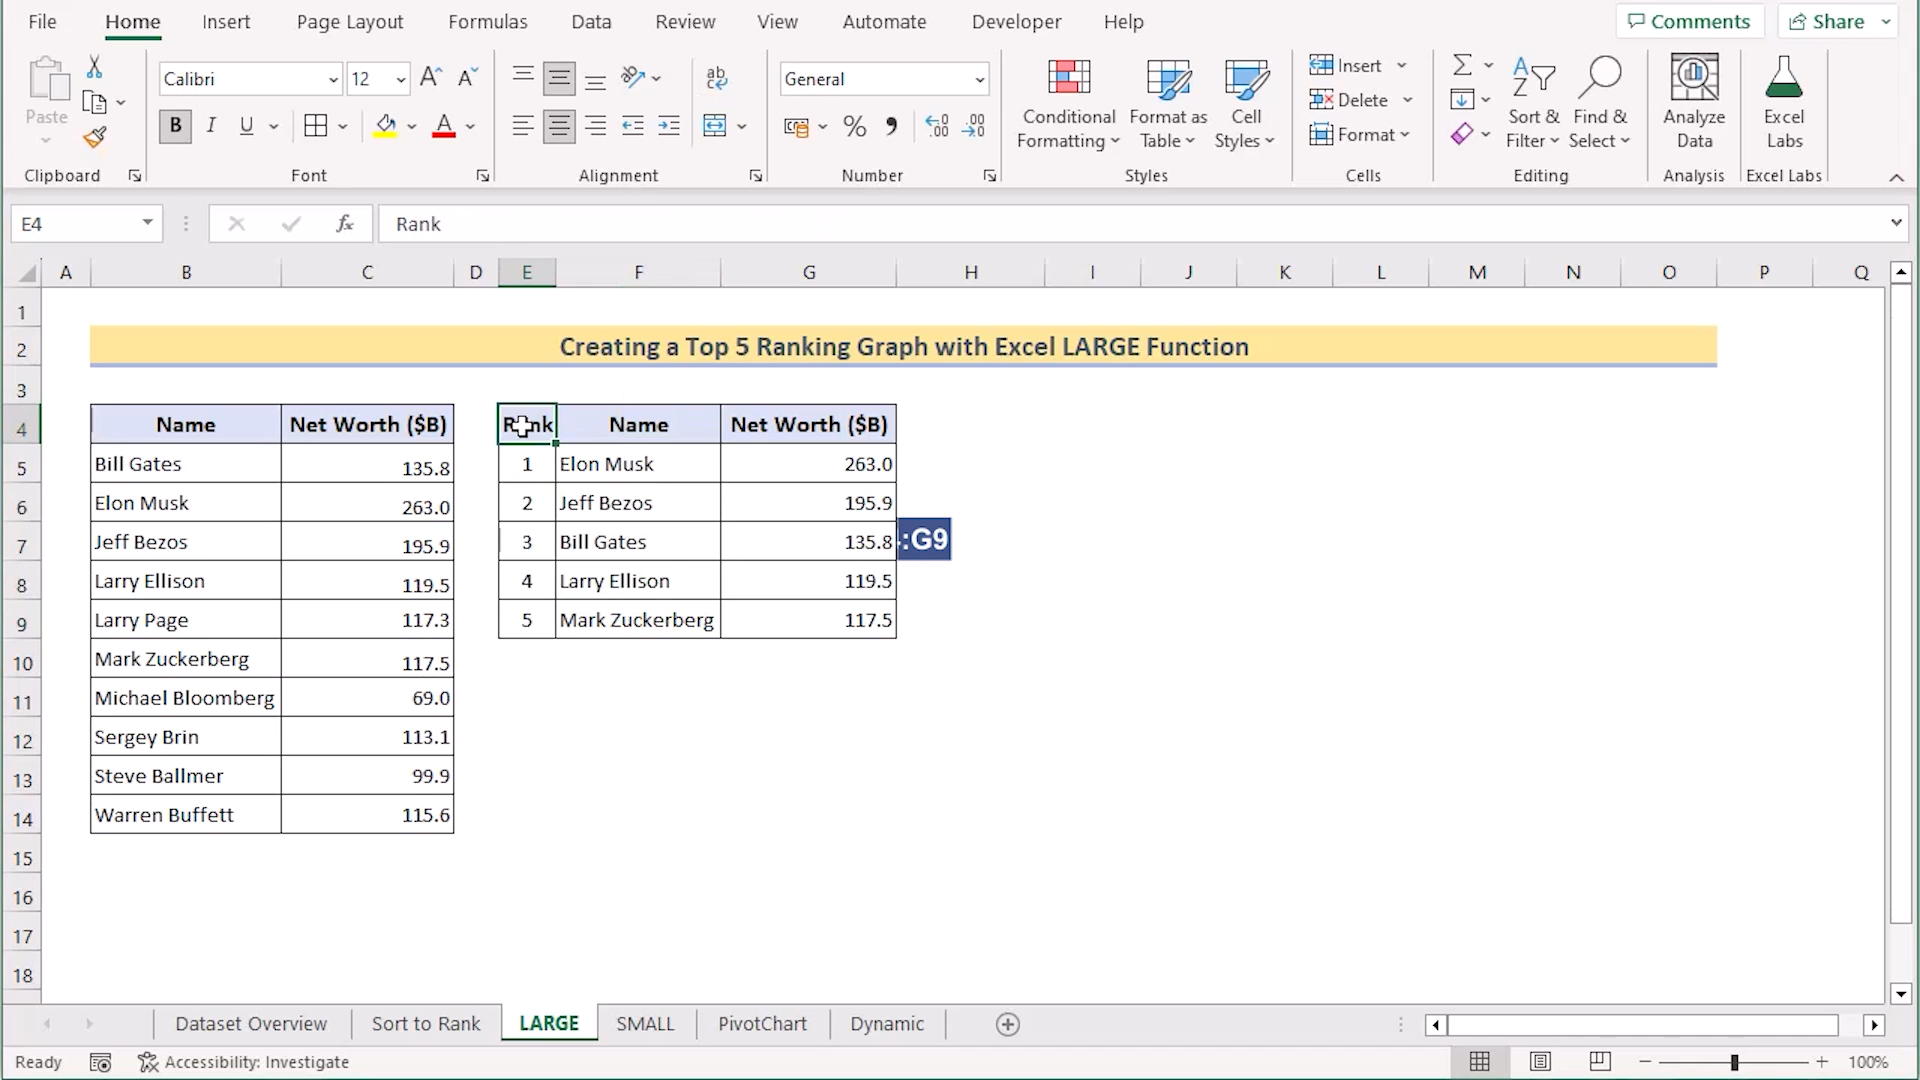 File Home Insert Page Layout Formulas Data Review View Automate Developer Help Comments Share
Paste
Clipboard
Calibri 12
B I U A
Font
ab
Alignment
General
% 9
Number
Conditional Formatting
Format as Table
Cell Styles
Styles
Insert
Delete
Format
Cells
Sort & Filter
Find & Select
Editing
Analyze Data
Analysis
Excel Labs
Excel Labs
E4 fx Rank
A B C D E F G H I J K L M N O P Q
1
2 Creating a Top 5 Ranking Graph with Excel LARGE Function
3
4 Name Net Worth ($B) Rank Name Net Worth ($B)
5 Bill Gates 135.8 1 Elon Musk 263.0
6 Elon Musk 263.0 2 Jeff Bezos 195.9
7 Jeff Bezos 195.9 3 Bill Gates 135.8 :G9
8 Larry Ellison 119.5 4 Larry Ellison 119.5
9 Larry Page 117.3 5 Mark Zuckerberg 117.5
10 Mark Zuckerberg 117.5
11 Michael Bloomberg 69.0
12 Sergey Brin 113.1
13 Steve Ballmer 99.9
14 Warren Buffett 115.6
15
16
17
18
Dataset Overview Sort to Rank LARGE SMALL PivotChart Dynamic
Ready Accessibility: Investigate 100%